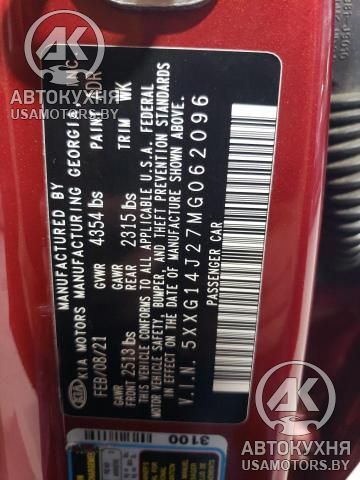 MANUFACTURED BY
KIA KIA MOTORS MANUFACTURING GEORGIA, INC.
FEB/08/21 GVWR 4354 lbs PAINT
GAWR FRONT 2513 lbs GAWR REAR 2315 lbs TRIM WK
THIS VEHICLE CONFORMS TO ALL APPLICABLE U.S.A. FEDERAL
MOTOR VEHICLE SAFETY, BUMPER, AND THEFT PREVENTION STANDARDS
IN EFFECT ON THE DATE OF MANUFACTURE SHOWN ABOVE.
V.I.N. 5XXG14J27MG062096
PASSENGER CAR
3100
АВТОКУХНЯ
USAMOTORS.BY
АВТОКУХНЯ
USAMOTORS.BY